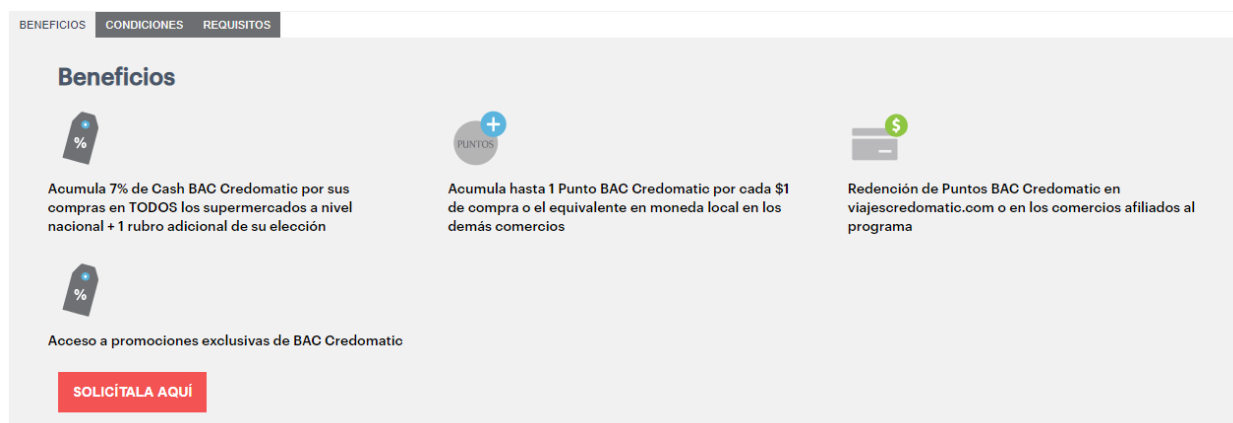 BENEFICIOS CONDICIONES REQUISITOS
Beneficios
%
Acumula 7% de Cash BAC Credomatic por sus
compras en TODOS los supermercados a nivel
nacional + 1 rubro adicional de su elección
PUNTOS
+
Acumula hasta 1 Punto BAC Credomatic por cada $1
de compra o el equivalente en moneda local en los
demás comercios
$
Redención de Puntos BAC Credomatic en
viajescredomatic.com o en los comercios afiliados al
programa
%
Acceso a promociones exclusivas de BAC Credomatic
SOLICÍTALA AQUÍ